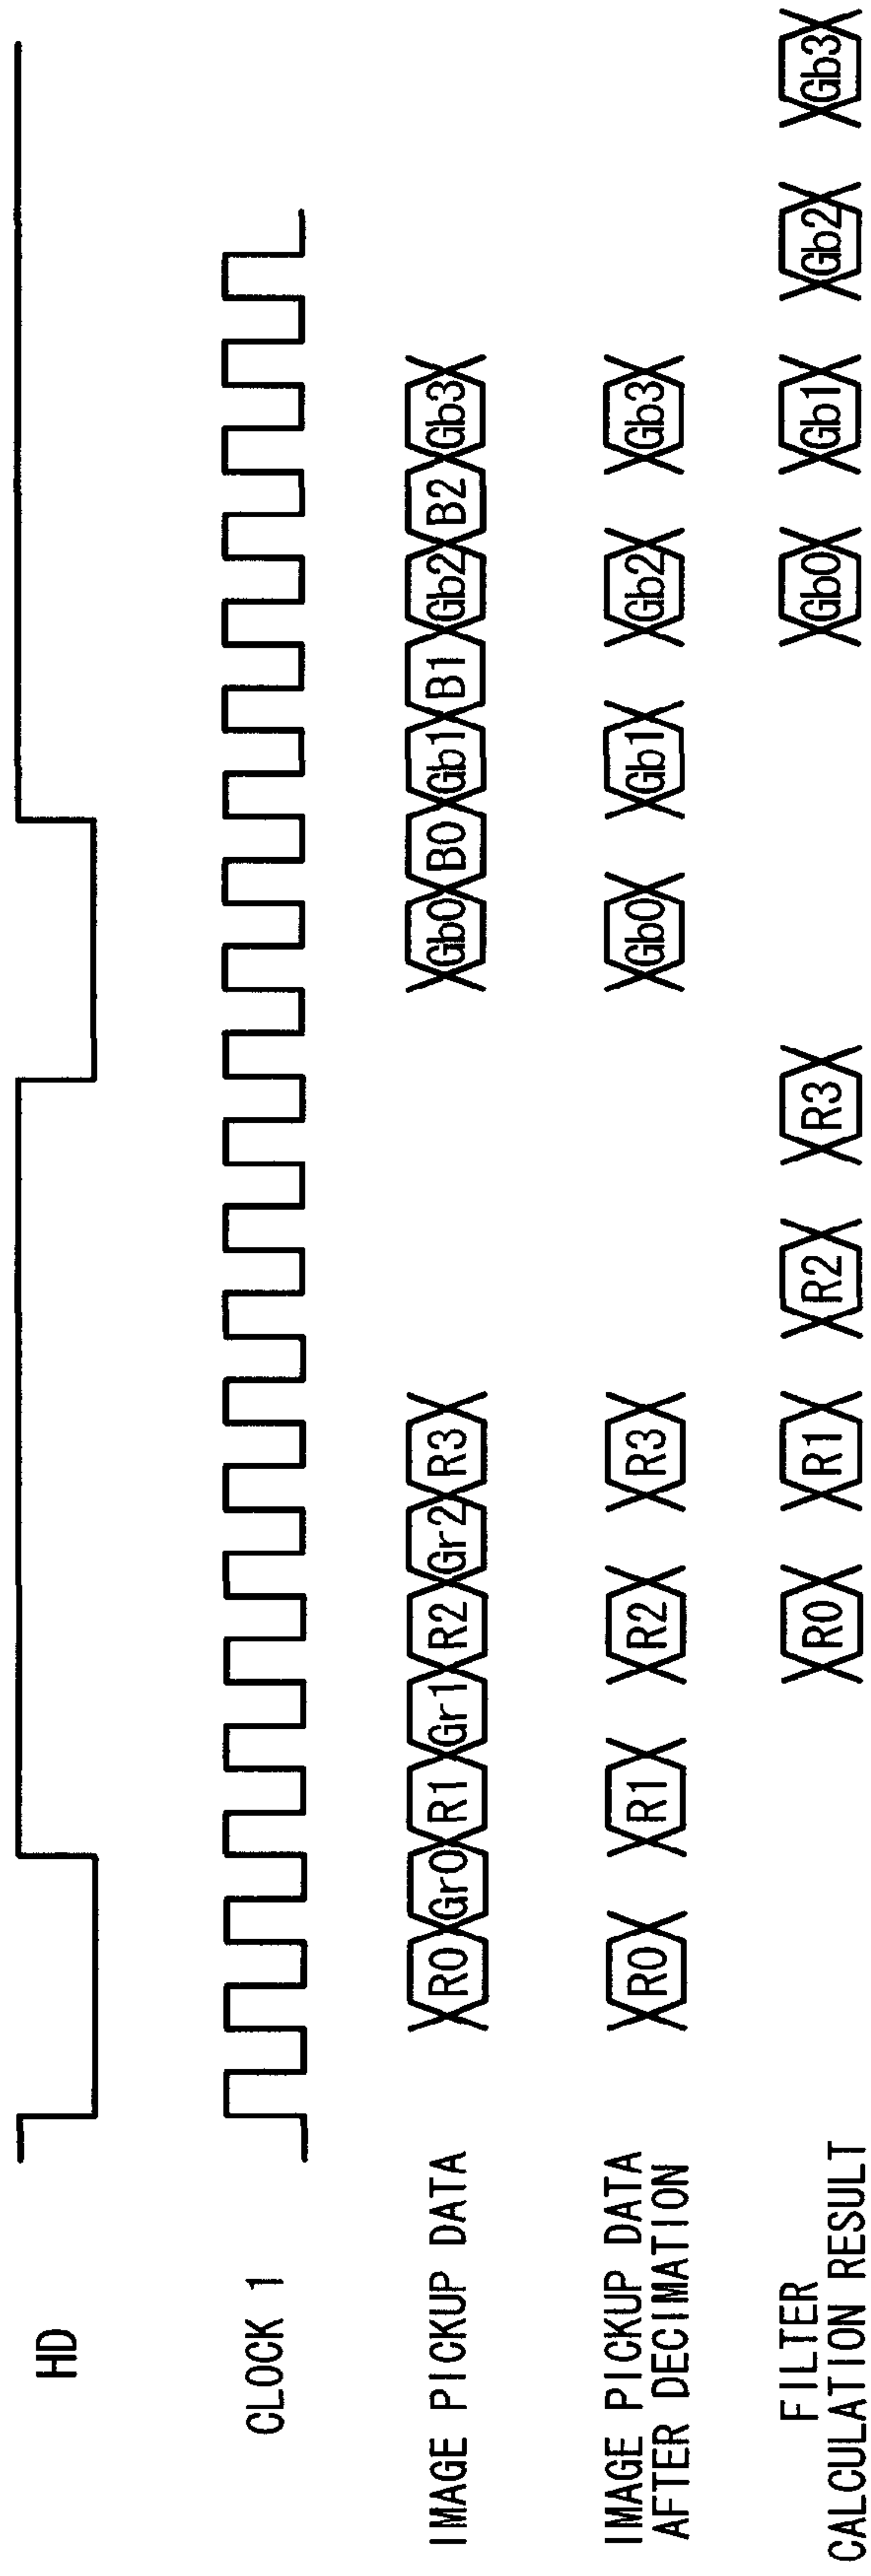 HD
CLOCK 1
IMAGE PICKUP DATA R0 Gr0 R1 Gr1 R2 Gr2 R3 Gb0 B0 Gb1 B1 Gb2 B2 Gb3
IMAGE PICKUP DATA
AFTER DECIMATION R0 R1 R2 R3 Gb0 Gb1 Gb2 Gb3
FILTER
CALCULATION RESULT R0 R1 R2 R3 Gb0 Gb1 Gb2 Gb3